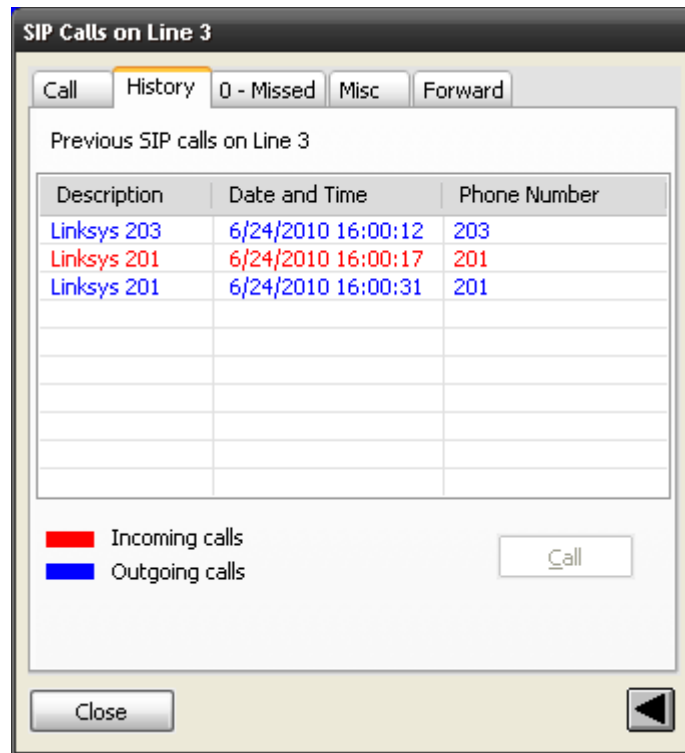 SIP Calls on Line 3
Call History 0 - Missed Misc Forward
Previous SIP calls on Line 3
Description Date and Time Phone Number
Linksys 203 6/24/2010 16:00:12 203
Linksys 201 6/24/2010 16:00:17 201
Linksys 201 6/24/2010 16:00:31 201
Incoming calls
Outgoing calls
Call
Close